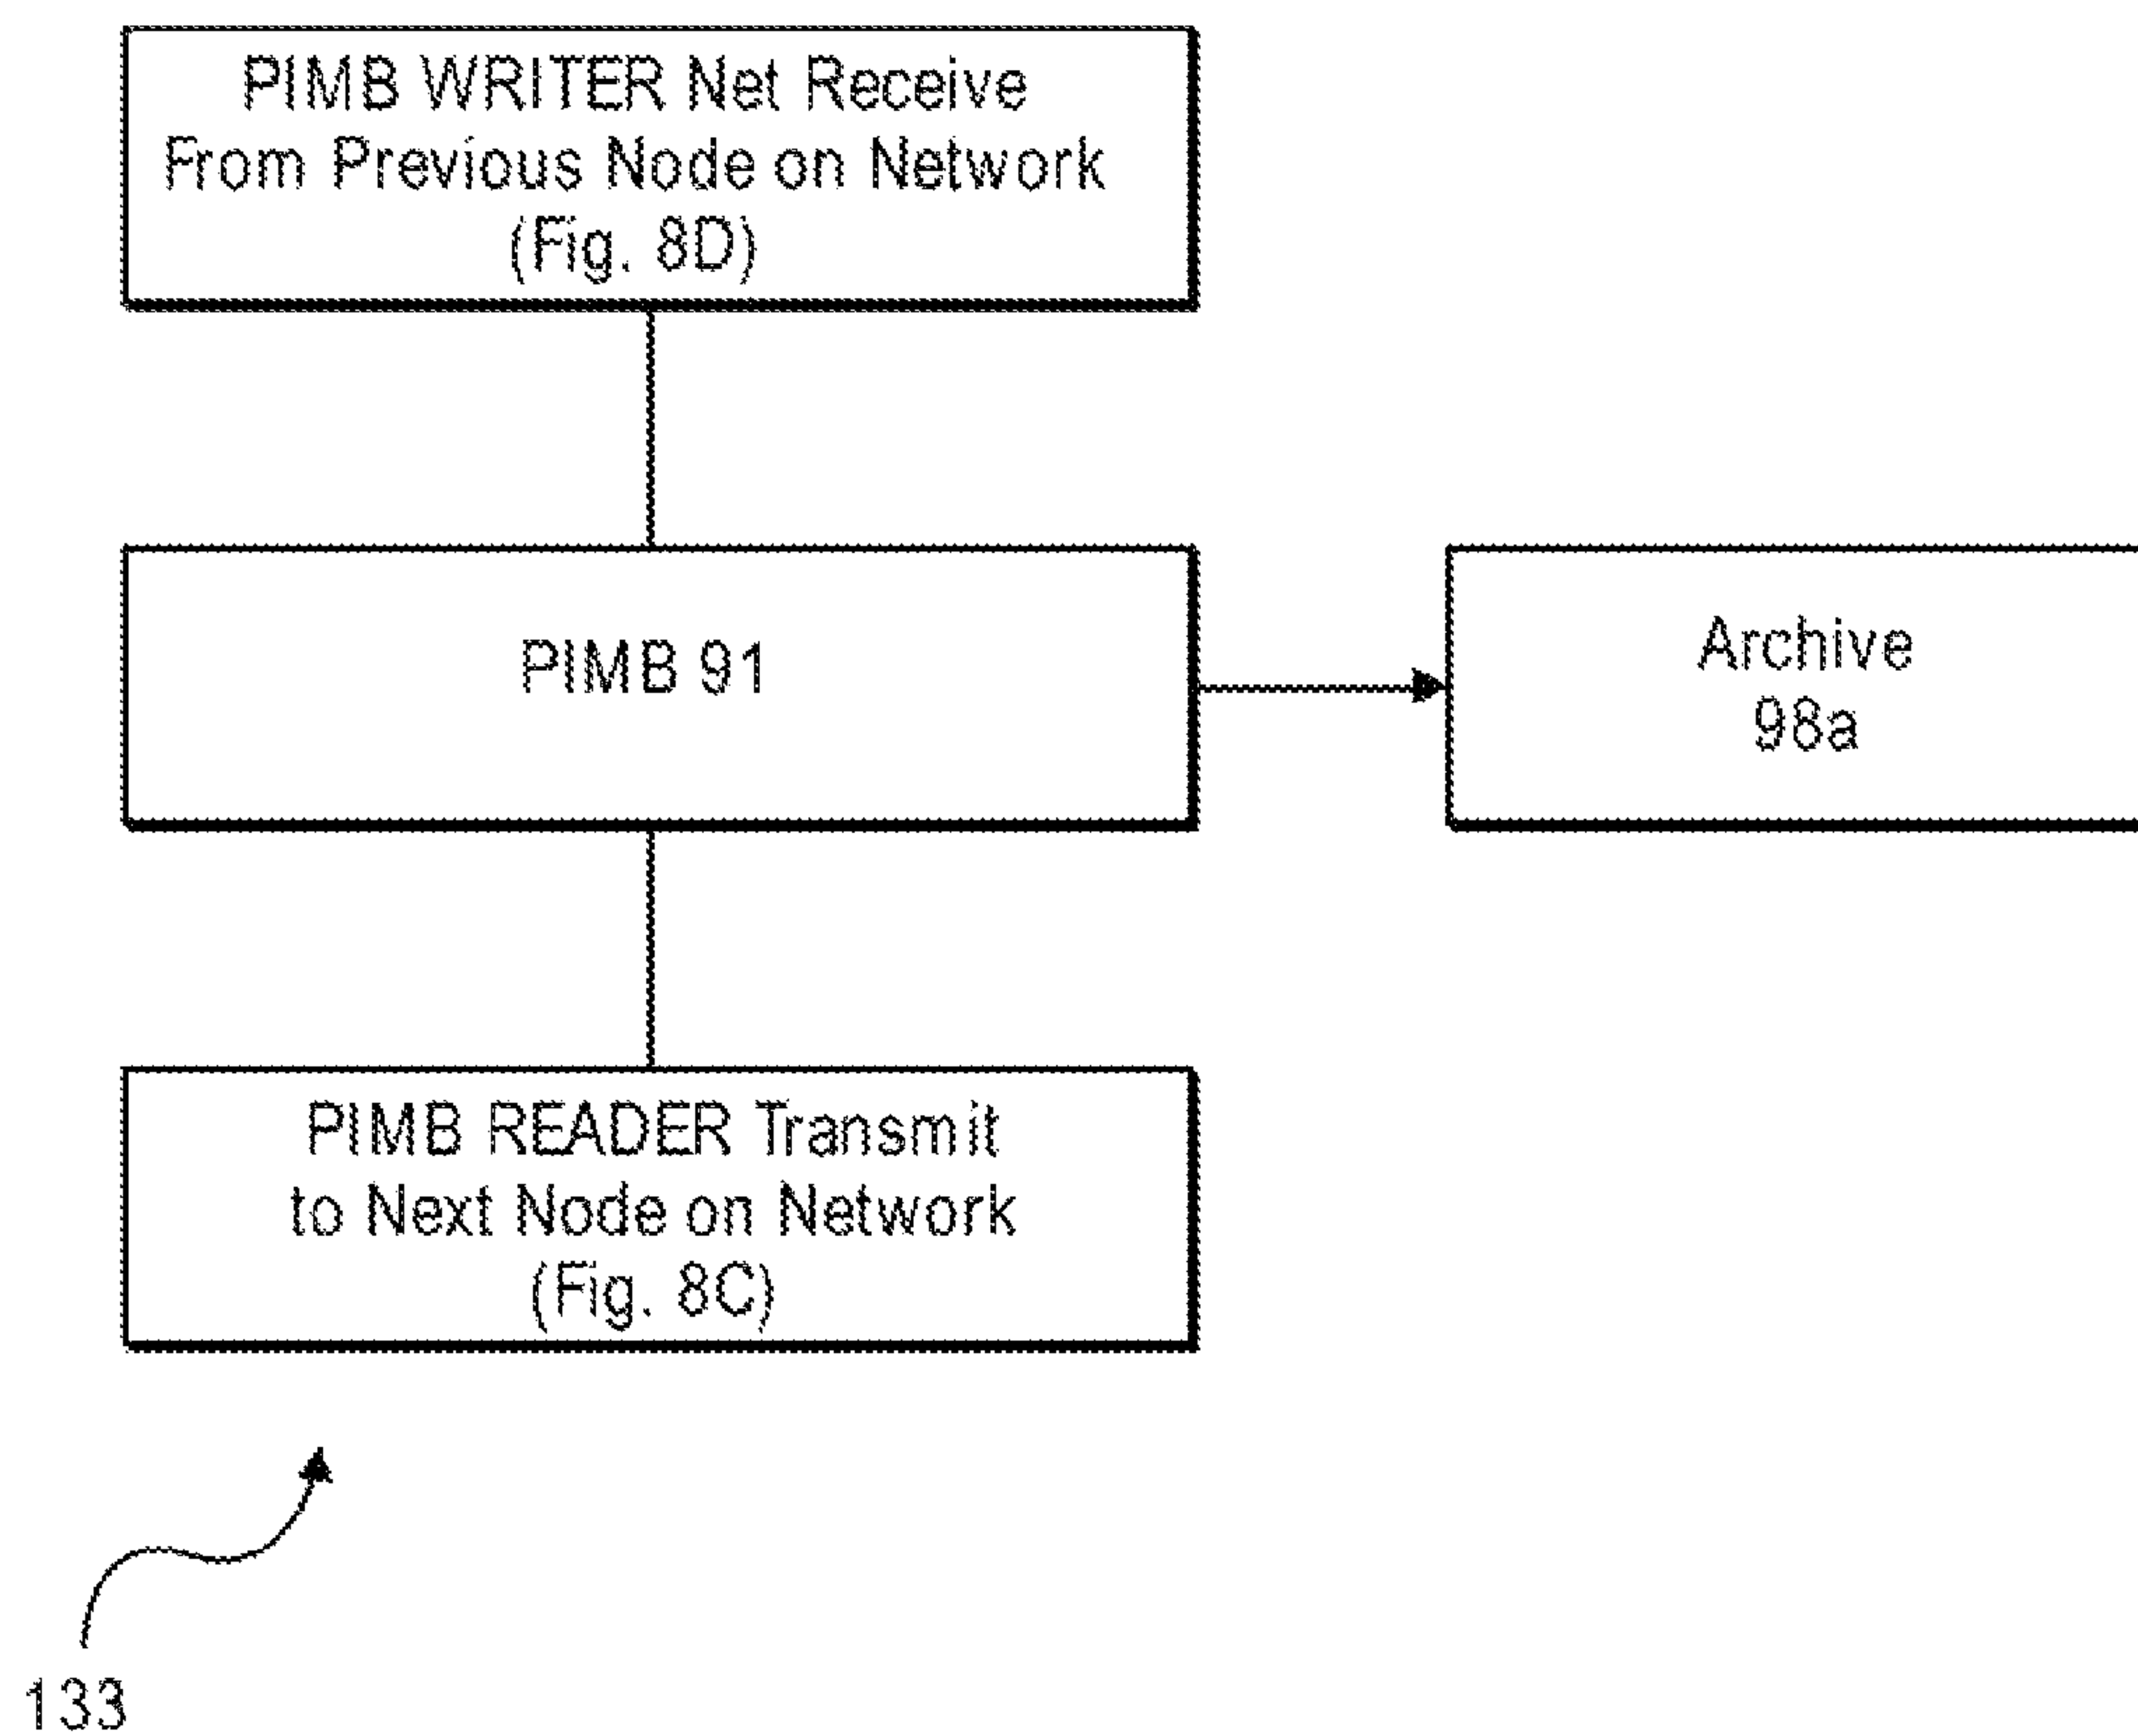 PIMB WRITER Net Receive
From Previous Node on Network
(Fig. 8D)
PIMB 91
Archive
98a
PIMB READER Transmit
to Next Node on Network
(Fig. 8C)
133